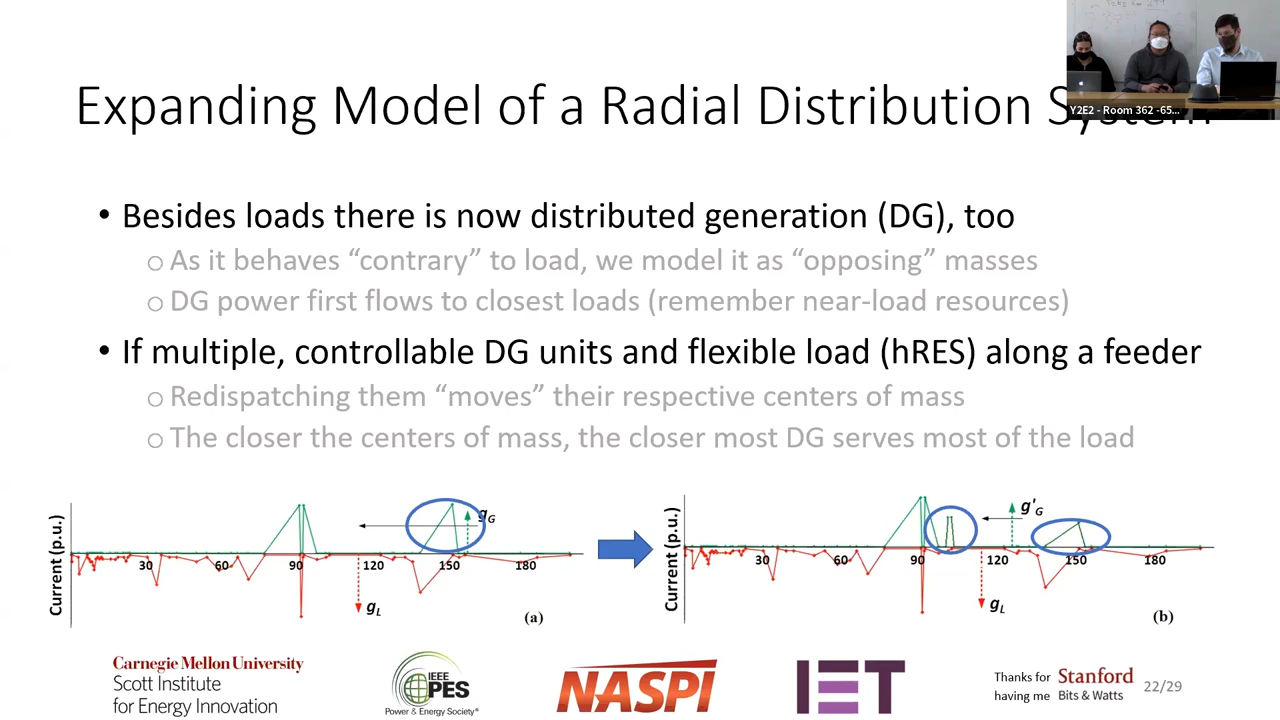 Expanding Model of a Radial Distribution System
Y2E2 - Room 362 -65...
• Besides loads there is now distributed generation (DG), too
o As it behaves “contrary” to load, we model it as “opposing” masses
o DG power first flows to closest loads (remember near-load resources)
• If multiple, controllable DG units and flexible load (hRES) along a feeder
o Redispatching them “moves” their respective centers of mass
o The closer the centers of mass, the closer most DG serves most of the load
Current (p.u.)
30 60 90 120 150 180
gG
gL
(a)
Current (p.u.)
30 60 90 120 150 180
g'G
gL
(b)
Carnegie Mellon University
Scott Institute
for Energy Innovation
IEEE
PES
Power & Energy Society®
NASPI
IET
Thanks for
having me
Stanford
Bits & Watts
22/29